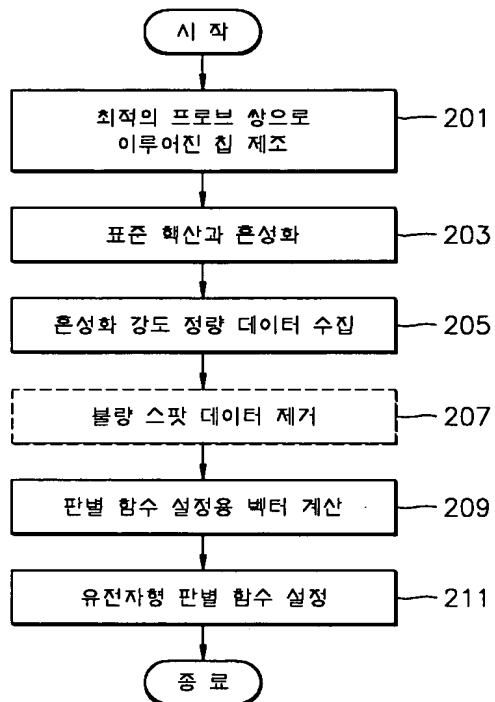 시 작
최적의 프로브 쌍으로
이루어진 칩 제조
201
표준 핵산과 혼성화
203
혼성화 강도 정량 데이터 수집
205
불량 스팟 데이터 제거
207
판별 함수 설정용 벡터 계산
209
유전자형 판별 함수 설정
211
종 료